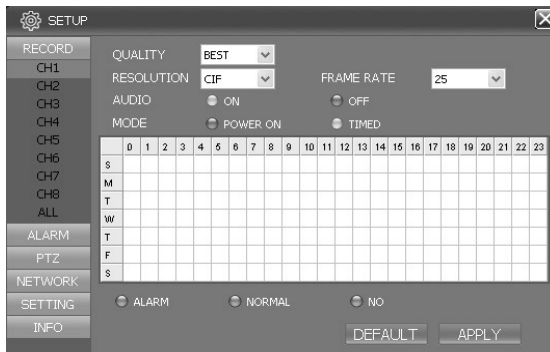 SETUP
RECORD
CH1
CH2
CH3
CH4
CH5
CH6
CH7
CH8
ALL
ALARM
PTZ
NETWORK
SETTING
INFO
QUALITY BEST
RESOLUTION CIF FRAME RATE 25
AUDIO ON OFF
MODE POWER ON TIMED
0 1 2 3 4 5 6 7 8 9 10 11 12 13 14 15 16 17 18 19 20 21 22 23
S
M
T
W
T
F
S
ALARM NORMAL NO
DEFAULT APPLY